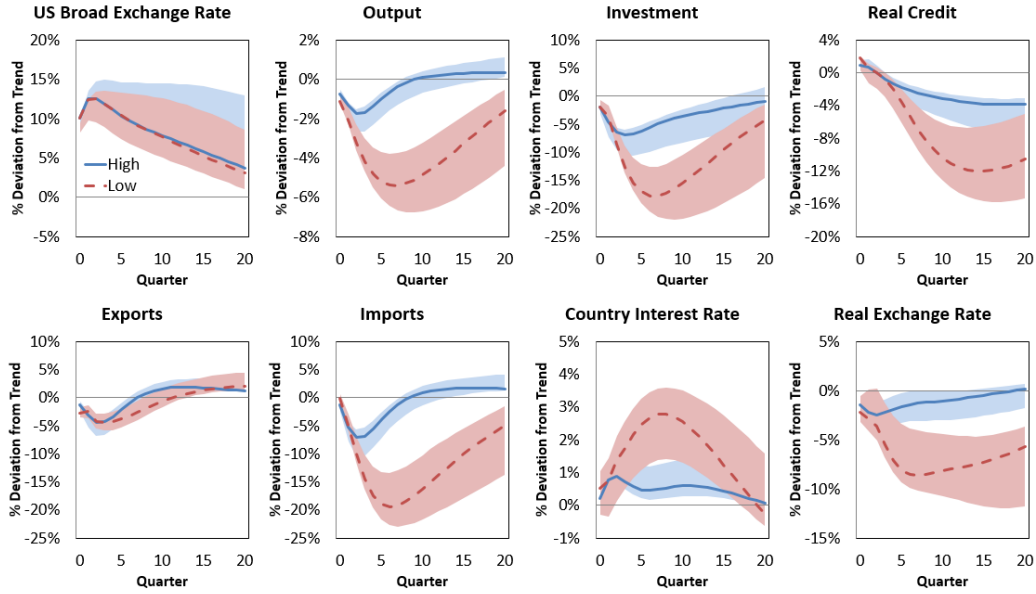 US Broad Exchange Rate
% Deviation from Trend
20%
15%
10%
5%
0%
-5%
High
Low
0 5 10 15 20
Quarter
Output
% Deviation from Trend
2%
0%
-2%
-4%
-6%
-8%
0 5 10 15 20
Quarter
Investment
% Deviation from Trend
10%
5%
0%
-5%
-10%
-15%
-20%
-25%
0 5 10 15 20
Quarter
Real Credit
% Deviation from Trend
4%
0%
-4%
-8%
-12%
-16%
-20%
0 5 10 15 20
Quarter
Exports
% Deviation from Trend
10%
5%
0%
-5%
-10%
-15%
-20%
-25%
0 5 10 15 20
Quarter
Imports
% Deviation from Trend
10%
5%
0%
-5%
-10%
-15%
-20%
-25%
0 5 10 15 20
Quarter
Country Interest Rate
% Deviation from Trend
5%
4%
3%
2%
1%
0%
-1%
0 5 10 15 20
Quarter
Real Exchange Rate
% Deviation from Trend
5%
0%
-5%
-10%
-15%
0 5 10 15 20
Quarter